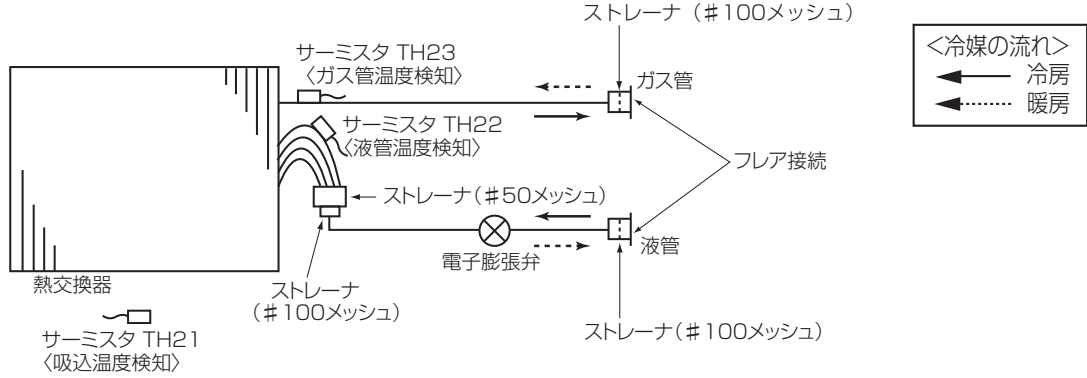 ストレーナ（＃100メッシュ）
サーミスタ TH23
〈ガス管温度検知〉
ガス管
＜冷媒の流れ＞
冷房
暖房
サーミスタ TH22
〈液管温度検知〉
フレア接続
ストレーナ（＃50メッシュ）
液管
電子膨張弁
熱交換器
ストレーナ
（＃100メッシュ）
ストレーナ（＃100メッシュ）
サーミスタ TH21
〈吸込温度検知〉